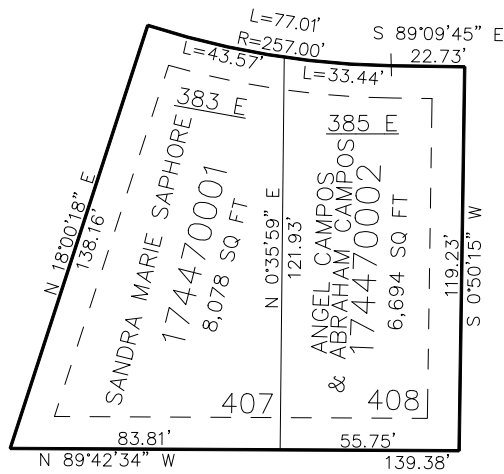 L=77.01'
R=257.00'
S 89°09'45" E
22.73'
L=43.57'
L=33.44'
383 E
385 E
N 18°00'18" E
138.16'
SANDRA MARIE SAPHORE
174470001
8,078 SQ FT
N 0°35'59" E
121.93'
ANGEL CAMPOS
& ABRAHAM CAMPOS
174470002
6,694 SQ FT
119.23'
S 0°50'15" W
407
408
83.81'
55.75'
N 89°42'34" W
139.38'